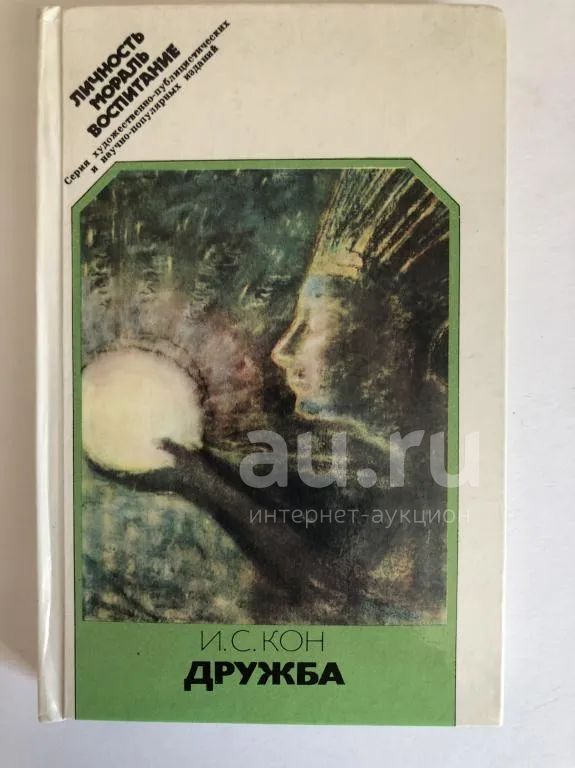 ЛИЧНОСТЬ
МОРАЛЬ
ВОСПИТАНИЕ
Серия художественно-публицистических
и научно-популярных изданий
au.ru
интернет-аукцион
И.С.КОН
ДРУЖБА